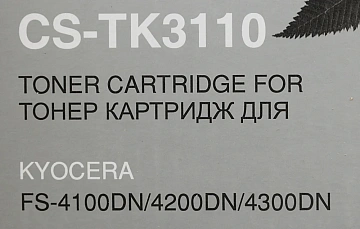 CS-TK3110
TONER CARTRIDGE FOR
ТОНЕР КАРТРИДЖ ДЛЯ
KYOCERA
FS-4100DN/4200DN/4300DN